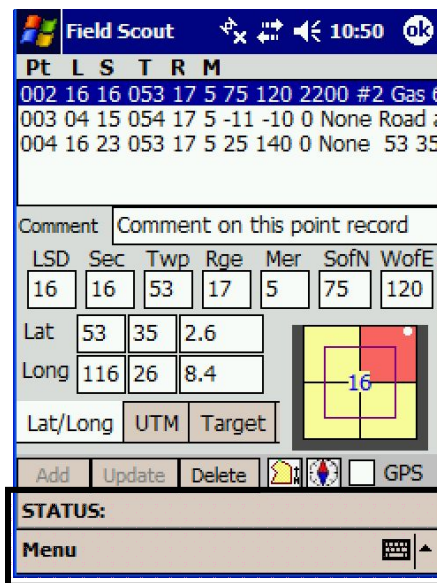 Field Scout 10:50 ok
Pt L S T R M
002 16 16 053 17 5 75 120 2200 #2 Gas 6
003 04 15 054 17 5 -11 -10 0 None Road a
004 16 23 053 17 5 25 140 0 None 53 35
Comment Comment on this point record
LSD Sec Twp Rge Mer SofN WofE
16 16 53 17 5 75 120
Lat 53 35 2.6
Long 116 26 8.4
16
Lat/Long UTM Target
Add Update Delete GPS
STATUS:
Menu